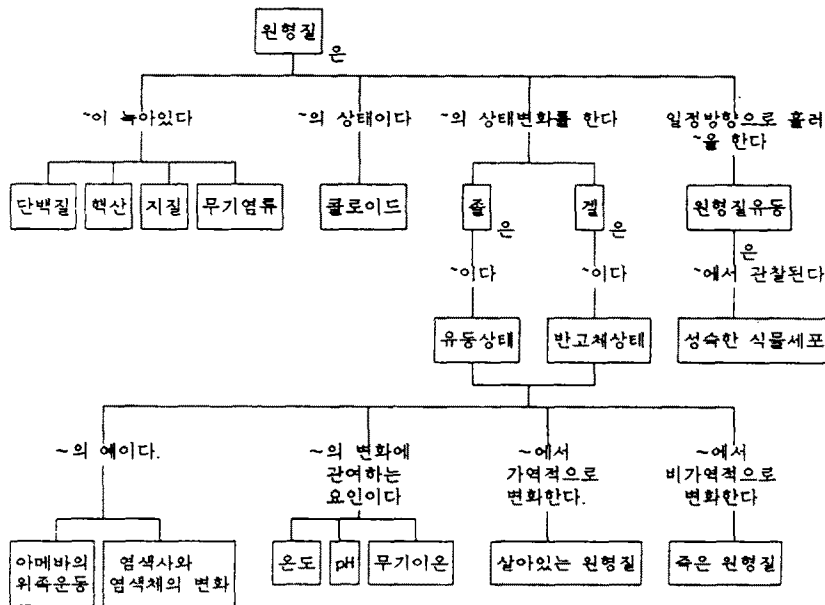 원형질
은
~이 녹아있다 ~의 상태이다 ~의 상태변화를 한다 일정방향으로 흘러
~을 한다
단백질 핵산 지질 무기염류 콜로이드 졸 겔 원형질유동
은 은 은
~이다 ~이다 ~에서 관찰된다
유동상태 반고체상태 성숙한 식물세포
~의 예이다. ~의 변화에 ~에서 ~에서
관여하는 가역적으로 비가역적으로
요인이다 변화한다. 변화한다
아메바의 염색사와 온도 pH 무기이온 살아있는 원형질 죽은 원형질
위족운동 염색체의 변화